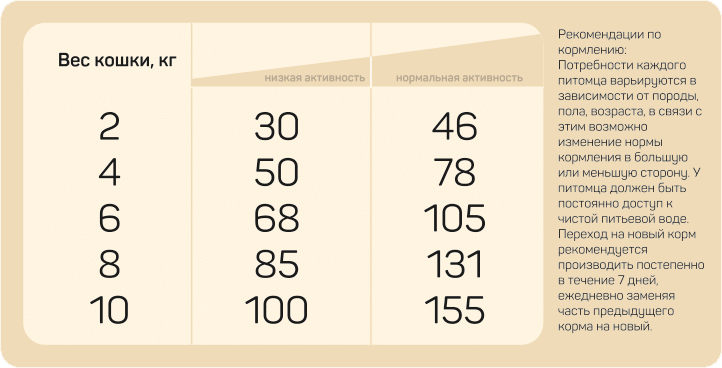 Вес кошки, кг
низкая активность нормальная активность
2 30 46
4 50 78
6 68 105
8 85 131
10 100 155
Рекомендации по
кормлению:
Потребности каждого
питомца варьируются в
зависимости от породы,
пола, возраста, в связи с
этим возможно
изменение нормы
кормления в большую
или меньшую сторону. У
питомца должен быть
постоянно доступ к
чистой питьевой воде.
Переход на новый корм
рекомендуется
производить постепенно
в течение 7 дней,
ежедневно заменяя
часть предыдущего
корма на новый.